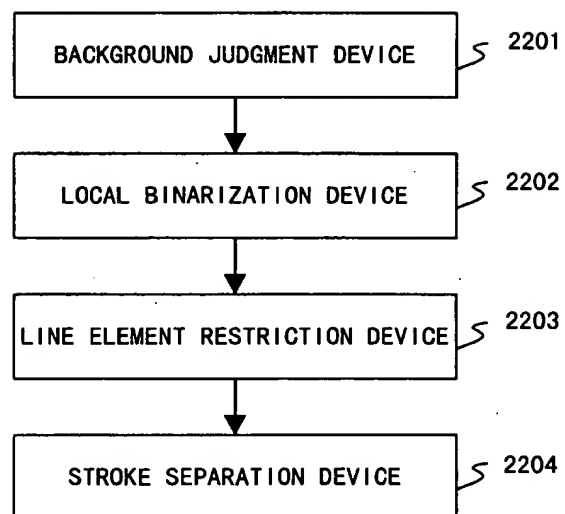 BACKGROUND JUDGMENT DEVICE 2201
LOCAL BINARIZATION DEVICE 2202
LINE ELEMENT RESTRICTION DEVICE 2203
STROKE SEPARATION DEVICE 2204